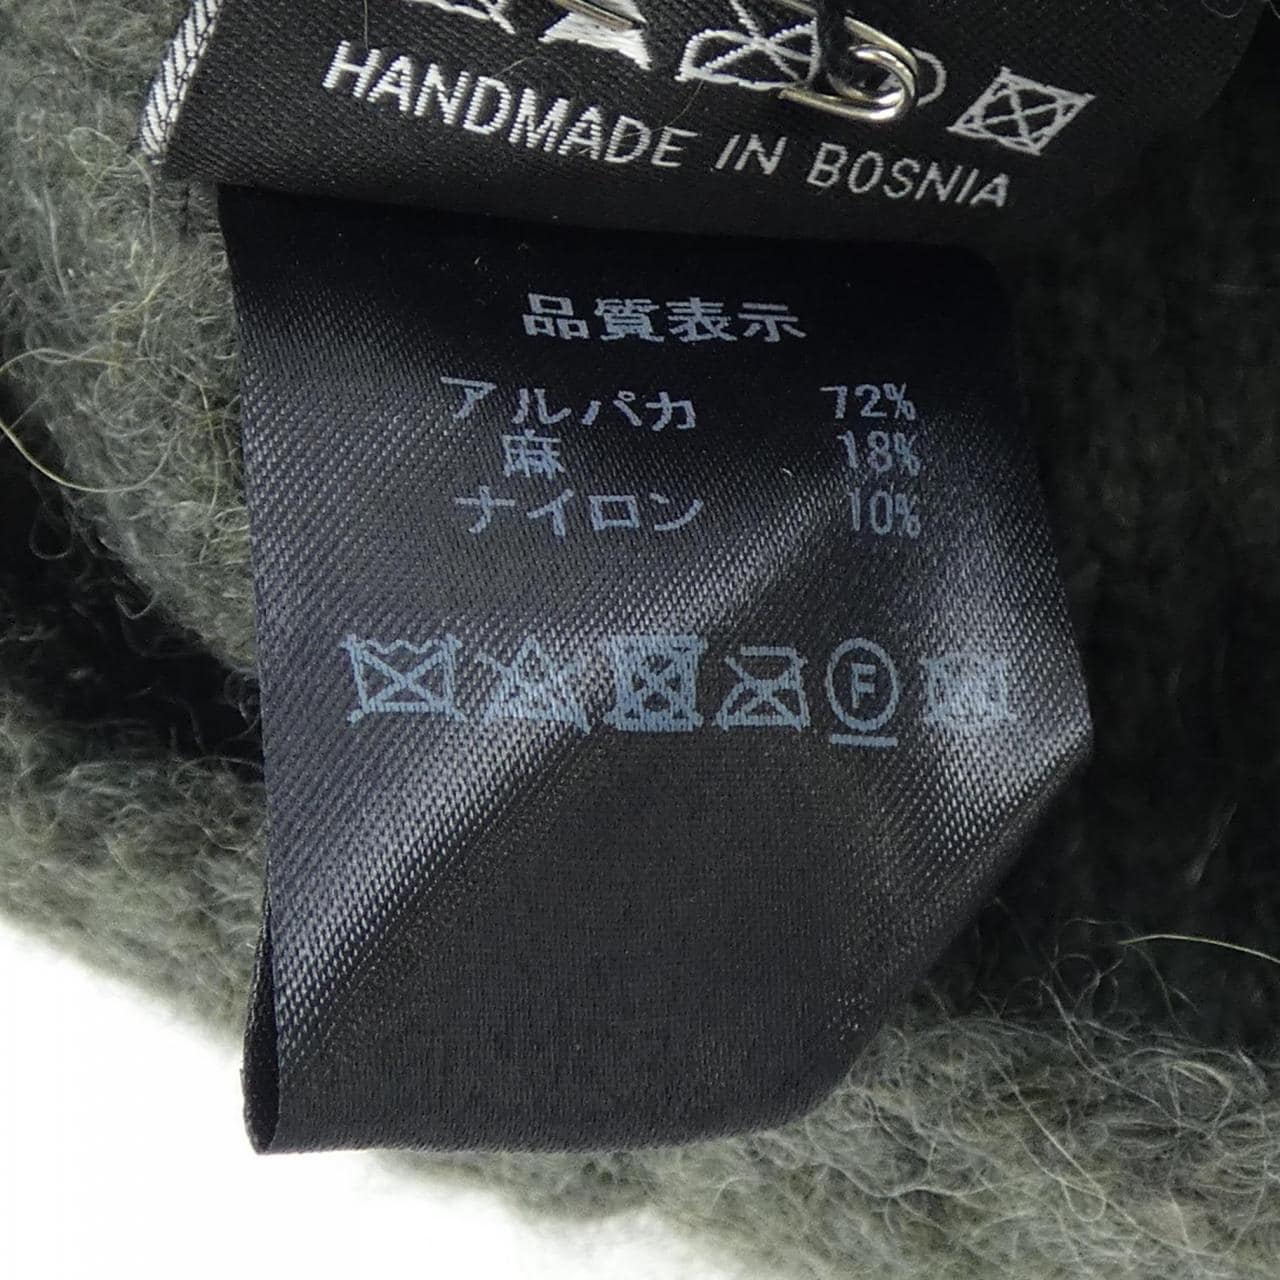 HANDMADE IN BOSNIA
品質表示
アルパカ 72%
麻 18%
ナイロン 10%
F